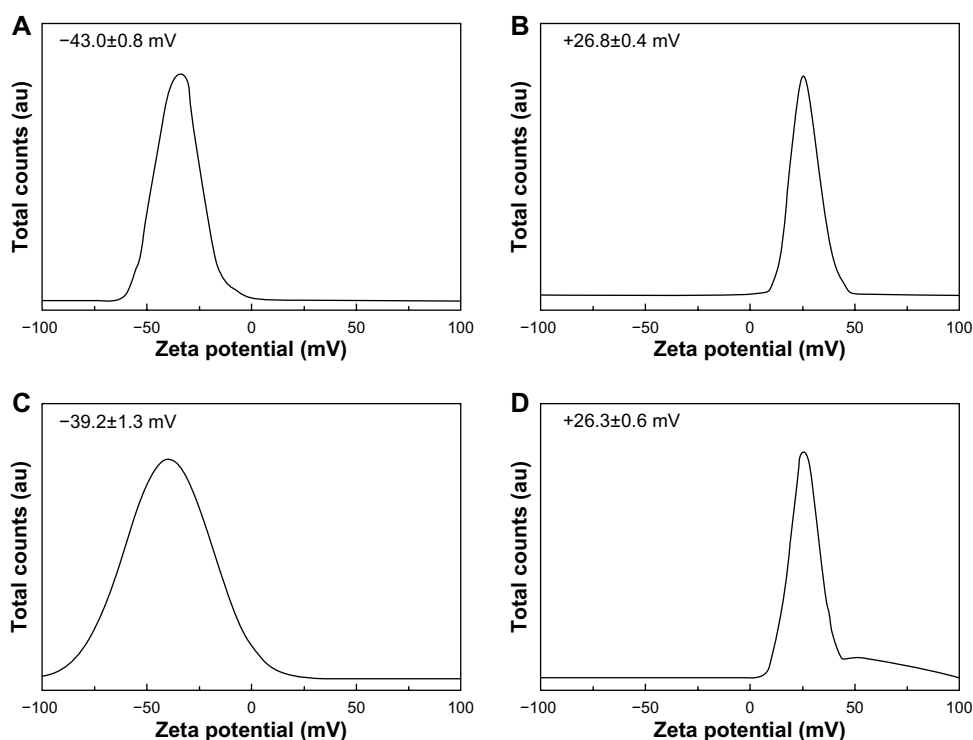 A
−43.0±0.8 mV
Total counts (au)
−100 −50 0 50 100
Zeta potential (mV)
B
+26.8±0.4 mV
Total counts (au)
−100 −50 0 50 100
Zeta potential (mV)
C
−39.2±1.3 mV
Total counts (au)
−100 −50 0 50 100
Zeta potential (mV)
D
+26.3±0.6 mV
Total counts (au)
−100 −50 0 50 100
Zeta potential (mV)